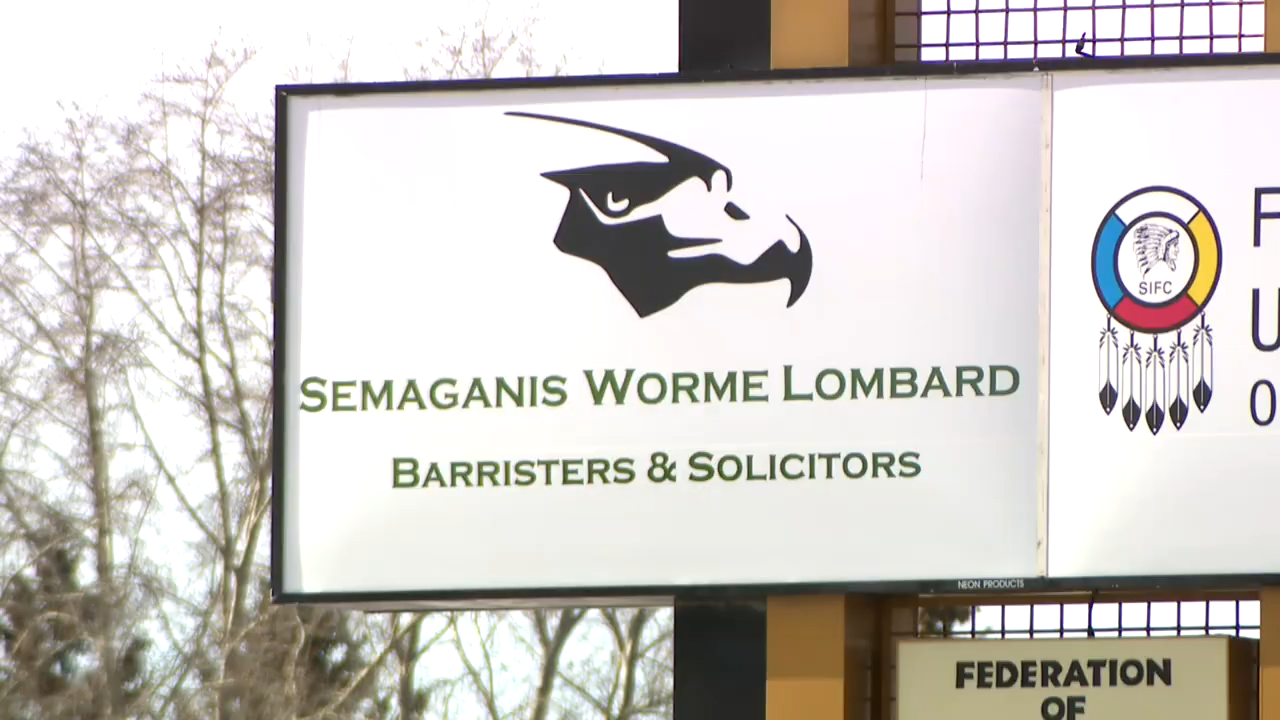 SEMAGANIS WORME LOMBARD
BARRISTERS & SOLICITORS
NEON PRODUCTS
SIFC
F
U
O
FEDERATION
OF